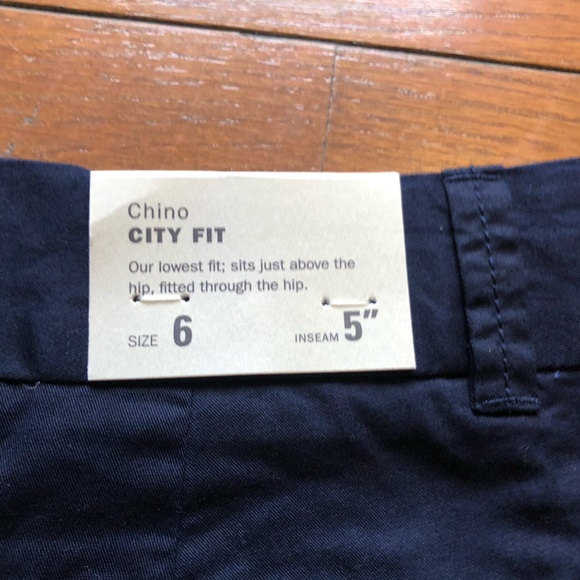 Chino
CITY FIT
Our lowest fit; sits just above the
hip, fitted through the hip.
SIZE 6 INSEAM 5"